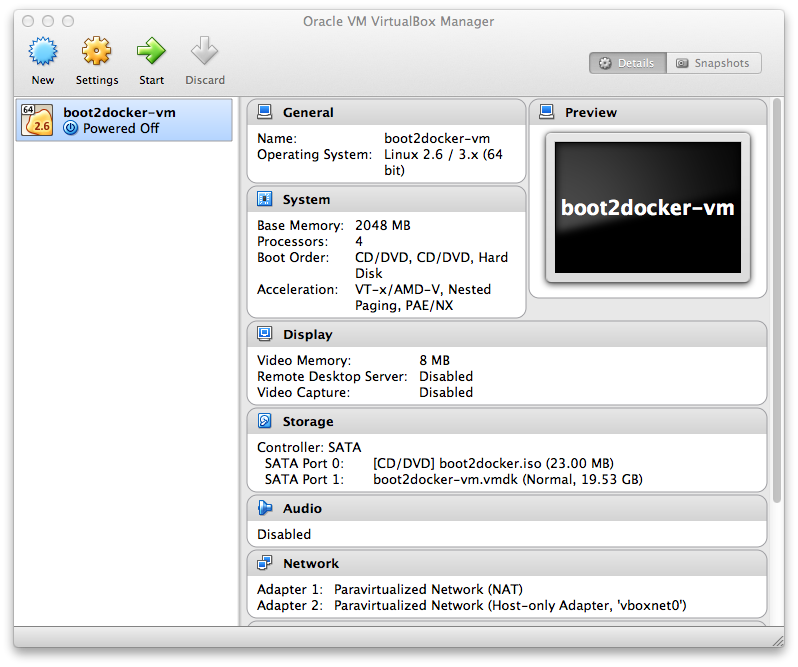 Oracle VM VirtualBox Manager
New
Settings
Start
Discard
Details
Snapshots
64
2.6
boot2docker-vm
Powered Off
General
Name: boot2docker-vm
Operating System: Linux 2.6 / 3.x (64
bit)
System
Base Memory: 2048 MB
Processors: 4
Boot Order: CD/DVD, CD/DVD, Hard
Disk
Acceleration: VT-x/AMD-V, Nested
Paging, PAE/NX
Preview
boot2docker-vm
Display
Video Memory: 8 MB
Remote Desktop Server: Disabled
Video Capture: Disabled
Storage
Controller: SATA
SATA Port 0: [CD/DVD] boot2docker.iso (23.00 MB)
SATA Port 1: boot2docker-vm.vmdk (Normal, 19.53 GB)
Audio
Disabled
Network
Adapter 1: Paravirtualized Network (NAT)
Adapter 2: Paravirtualized Network (Host-only Adapter, 'vboxnet0')